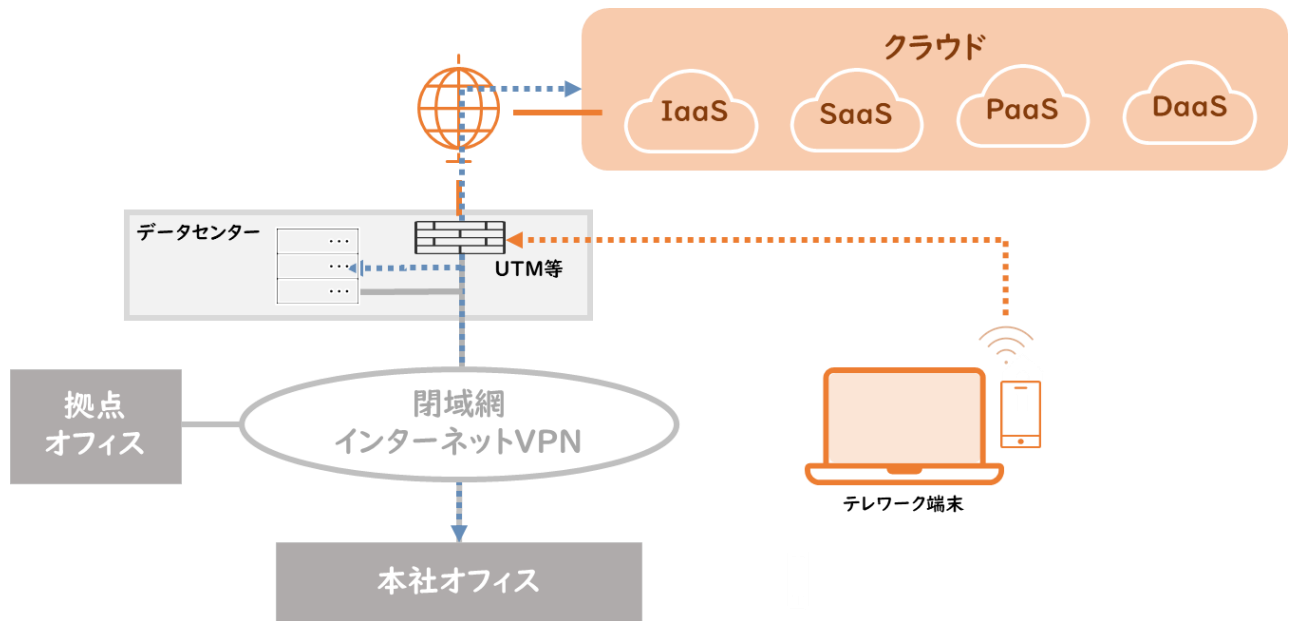 クラウド
IaaS
SaaS
PaaS
DaaS
データセンター
UTM等
拠点
オフィス
閉域網
インターネットVPN
テレワーク端末
本社オフィス